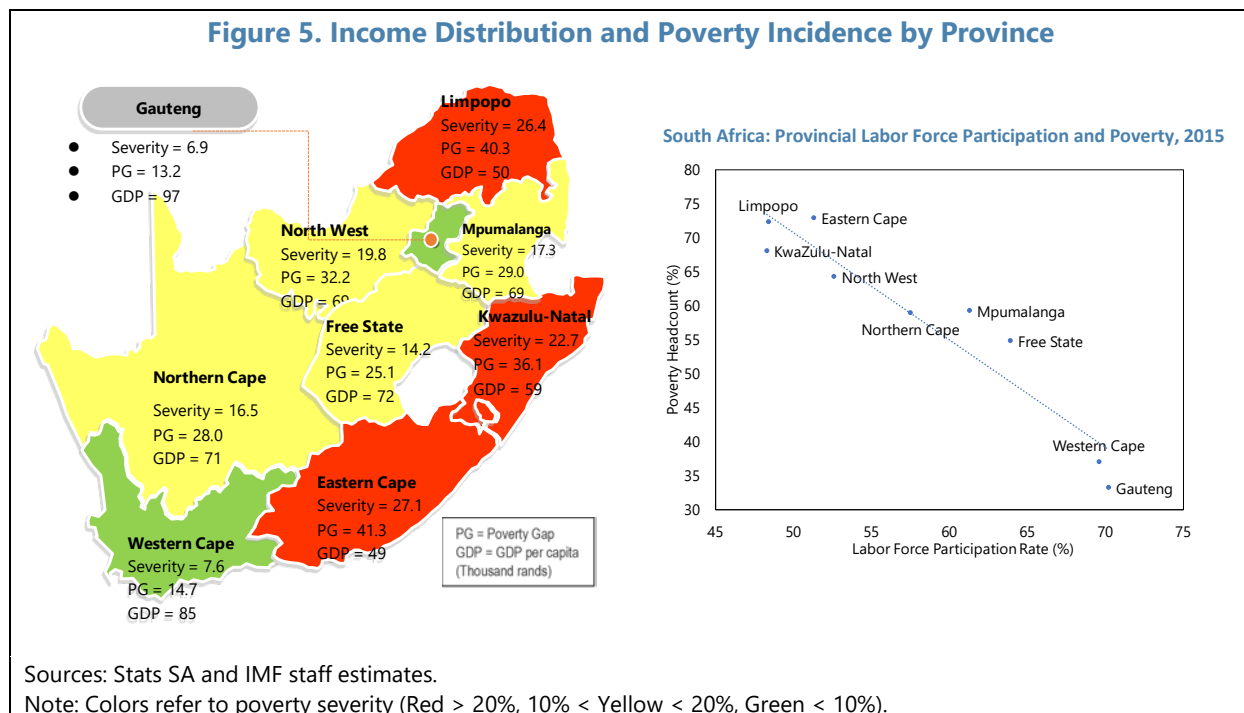 Figure 5. Income Distribution and Poverty Incidence by Province
Gauteng
Severity = 6.9
PG = 13.2
GDP = 97
Limpopo
Severity = 26.4
PG = 40.3
GDP = 50
North West
Severity = 19.8
PG = 32.2
GDP = 69
Mpumalanga
Severity = 17.3
PG = 29.0
GDP = 69
Free State
Severity = 14.2
PG = 25.1
GDP = 72
Kwazulu-Natal
Severity = 22.7
PG = 36.1
GDP = 59
Northern Cape
Severity = 16.5
PG = 28.0
GDP = 71
Eastern Cape
Severity = 27.1
PG = 41.3
GDP = 49
Western Cape
Severity = 7.6
PG = 14.7
GDP = 85
PG = Poverty Gap
GDP = GDP per capita
(Thousand rands)
South Africa: Provincial Labor Force Participation and Poverty, 2015
Poverty Headcount (%)
80
75
70
65
60
55
50
45
40
35
30
Limpopo
Eastern Cape
KwaZulu-Natal
North West
Mpumalanga
Northern Cape
Free State
Western Cape
Gauteng
45 50 55 60 65 70 75
Labor Force Participation Rate (%)
Sources: Stats SA and IMF staff estimates.
Note: Colors refer to poverty severity (Red > 20%, 10% < Yellow < 20%, Green < 10%).